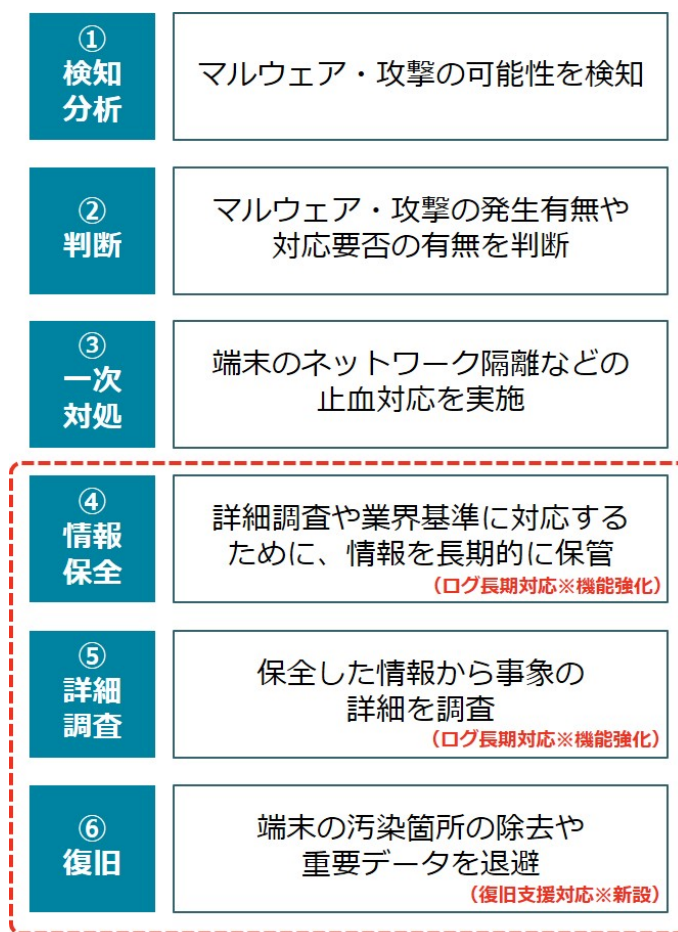 ①
検知
分析
マルウェア・攻撃の可能性を検知
②
判断
マルウェア・攻撃の発生有無や
対応要否の有無を判断
③
一次
対処
端末のネットワーク隔離などの
止血対応を実施
④
情報
保全
詳細調査や業界基準に対応する
ために、情報を長期的に保管
（ログ長期対応※機能強化）
⑤
詳細
調査
保全した情報から事象の
詳細を調査
（ログ長期対応※機能強化）
⑥
復旧
端末の汚染箇所の除去や
重要データを退避
（復旧支援対応※新設）